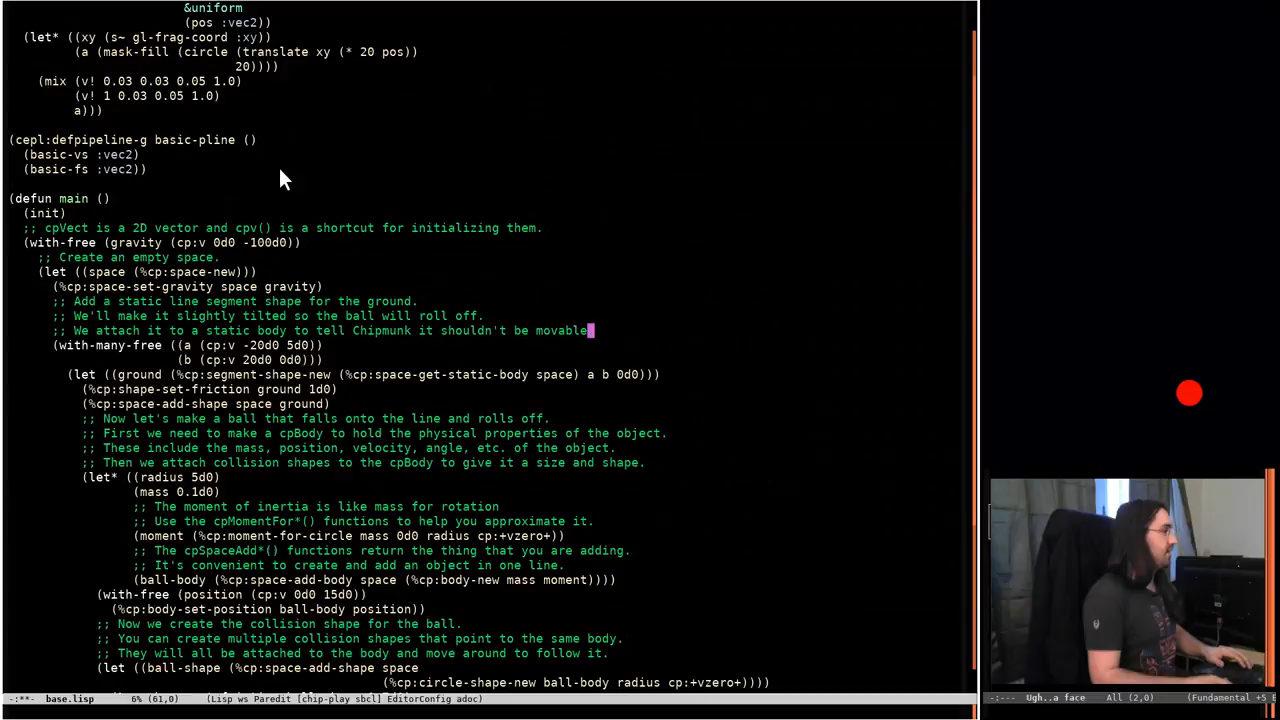 &uniform
(pos :vec2))
(let* ((xy (s~ gl-frag-coord :xy))
(a (mask-fill (circle (translate xy (* 20 pos))
20))))
(mix (v! 0.03 0.03 0.05 1.0)
(v! 1 0.03 0.05 1.0)
a)))
(cepl:defpipeline-g basic-pline ()
(basic-vs :vec2)
(basic-fs :vec2))
(defun main ()
(init)
;; cpVect is a 2D vector and cpv() is a shortcut for initializing them.
(with-free (gravity (cp:v 0d0 -100d0))
;; Create an empty space.
(let ((space (%cp:space-new)))
(%cp:space-set-gravity space gravity)
;; Add a static line segment shape for the ground.
;; We'll make it slightly tilted so the ball will roll off.
;; We attach it to a static body to tell Chipmunk it shouldn't be movable
(with-many-free ((a (cp:v -20d0 5d0))
(b (cp:v 20d0 0d0)))
(let ((ground (%cp:segment-shape-new (%cp:space-get-static-body space) a b 0d0)))
(%cp:shape-set-friction ground 1d0)
(%cp:space-add-shape space ground)
;; Now let's make a ball that falls onto the line and rolls off.
;; First we need to make a cpBody to hold the physical properties of the object.
;; These include the mass, position, velocity, angle, etc. of the object.
;; Then we attach collision shapes to the cpBody to give it a size and shape.
(let* ((radius 5d0)
(mass 0.1d0)
;; The moment of inertia is like mass for rotation
;; Use the cpMomentFor*() functions to help you approximate it.
(moment (%cp:moment-for-circle mass 0d0 radius cp:+vzero+))
;; The cpSpaceAdd*() functions return the thing that you are adding.
;; It's convenient to create and add an object in one line.
(ball-body (%cp:space-add-body space (%cp:body-new mass moment))))
(with-free (position (cp:v 0d0 15d0))
(%cp:body-set-position ball-body position))
;; Now we create the collision shape for the ball.
;; You can create multiple collision shapes that point to the same body.
;; They will all be attached to the body and move around to follow it.
(let ((ball-shape (%cp:space-add-shape space
(%cp:circle-shape-new ball-body radius cp:+vzero+))))
-:**- base.lisp 6% (61,0) (Lisp ws Paredit [chip-play sbcl] EditorConfig adoc)
-:--- Ugh..a face All (2,0) (Fundamental +5 E